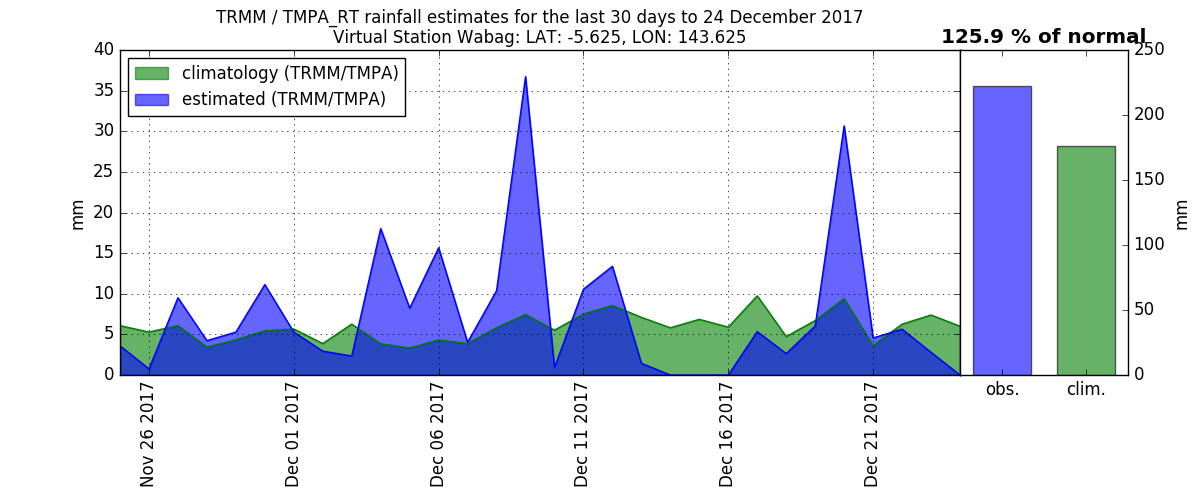 TRMM / TMPA_RT rainfall estimates for the last 30 days to 24 December 2017
Virtual Station Wabag: LAT: -5.625, LON: 143.625
125.9 % of normal
climatology (TRMM/TMPA)
estimated (TRMM/TMPA)
40
35
30
25
20
15
10
5
0
mm
Nov 26 2017
Dec 01 2017
Dec 06 2017
Dec 11 2017
Dec 16 2017
Dec 21 2017
250
200
150
100
50
0
mm
obs.
clim.